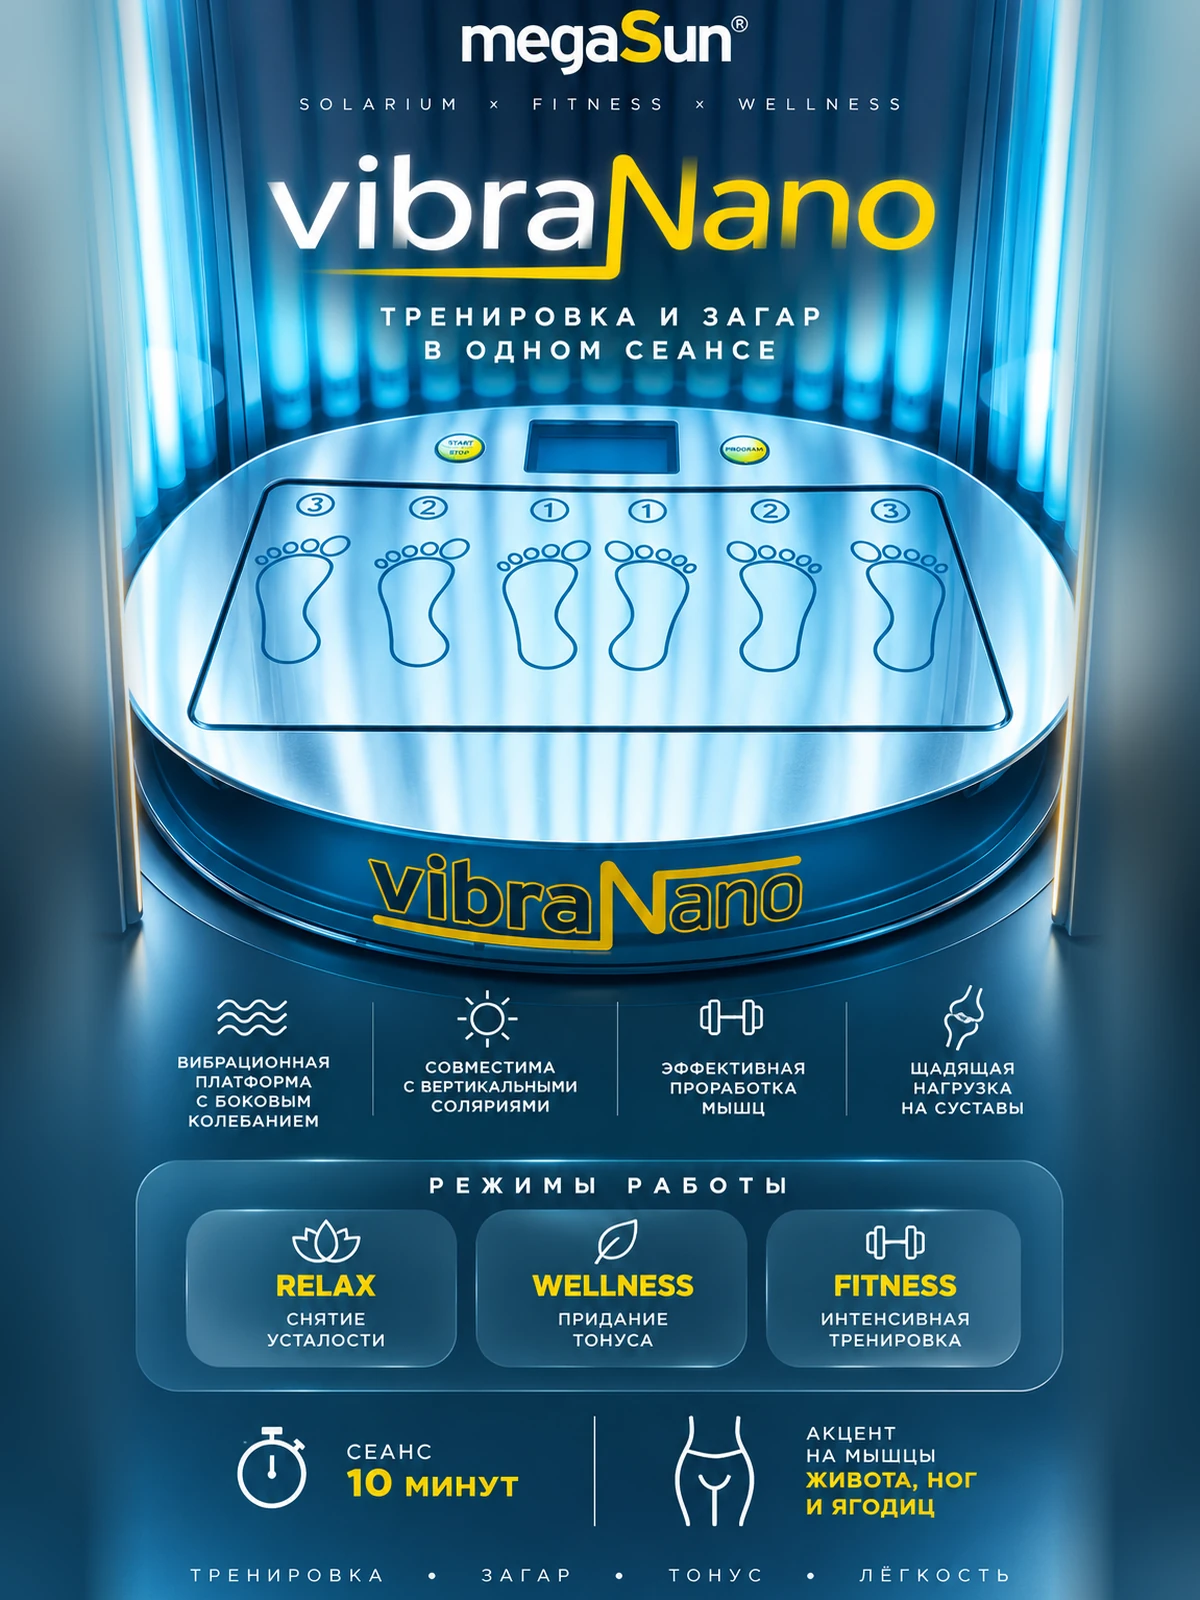 megaSun®
SOLARIUM × FITNESS × WELLNESS
vibraNano
ТРЕНИРОВКА И ЗАГАР
В ОДНОМ СЕАНСЕ
START STOP
PROGRAM
3 2 1 1 2 3
vibraNano
ВИБРАЦИОННАЯ
ПЛАТФОРМА
С БОКОВЫМ
КОЛЕБАНИЕМ
СОВМЕСТИМА
С ВЕРТИКАЛЬНЫМИ
СОЛЯРИЯМИ
ЭФФЕКТИВНАЯ
ПРОРАБОТКА
МЫШЦ
ЩАДЯЩАЯ
НАГРУЗКА
НА СУСТАВЫ
РЕЖИМЫ РАБОТЫ
RELAX
СНЯТИЕ
УСТАЛОСТИ
WELLNESS
ПРИДАНИЕ
ТОНУСА
FITNESS
ИНТЕНСИВНАЯ
ТРЕНИРОВКА
СЕАНС
10 МИНУТ
АКЦЕНТ
НА МЫШЦЫ
ЖИВОТА, НОГ
И ЯГОДИЦ
ТРЕНИРОВКА • ЗАГАР • ТОНУС • ЛЁГКОСТЬ